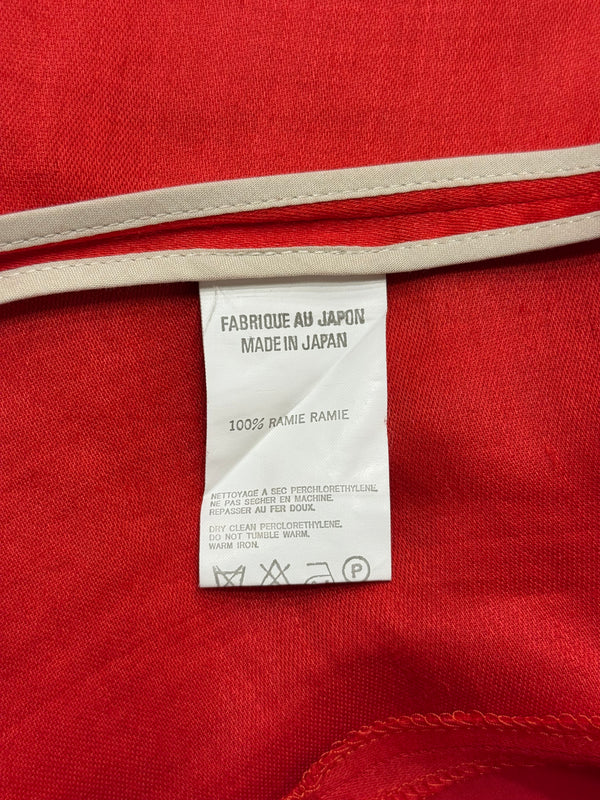 FABRIQUE AU JAPON
MADE IN JAPAN
100% RAMIE RAMIE
NETTOYAGE A SEC PERCHLORETHYLENE.
NE PAS SECHER EN MACHINE.
REPASSER AU FER DOUX.
DRY CLEAN PERCLORETHYLENE.
DO NOT TUMBLE WARM.
WARM IRON.
P